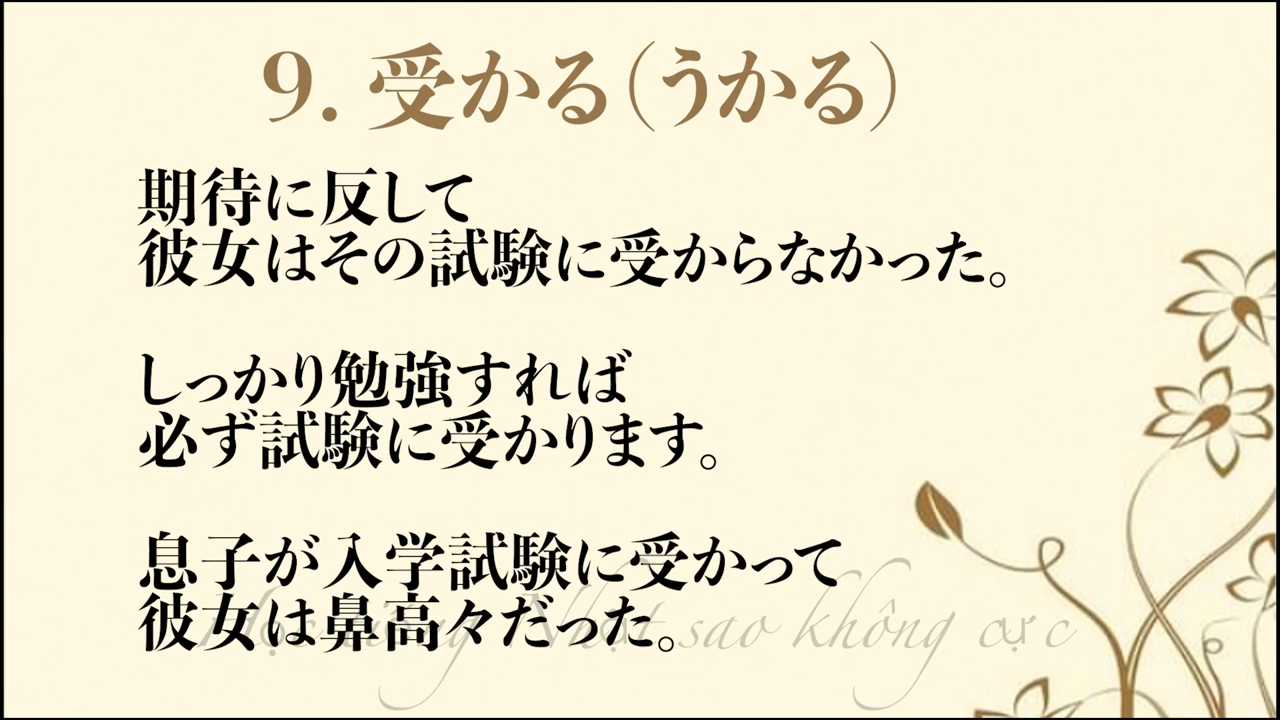 9. 受かる（うかる）
期待に反して
彼女はその試験に受からなかった。
しっかり勉強すれば
必ず試験に受かります。
息子が入学試験に受かって
彼女は鼻高々だった。
Học tiếng Nhật sao không cực